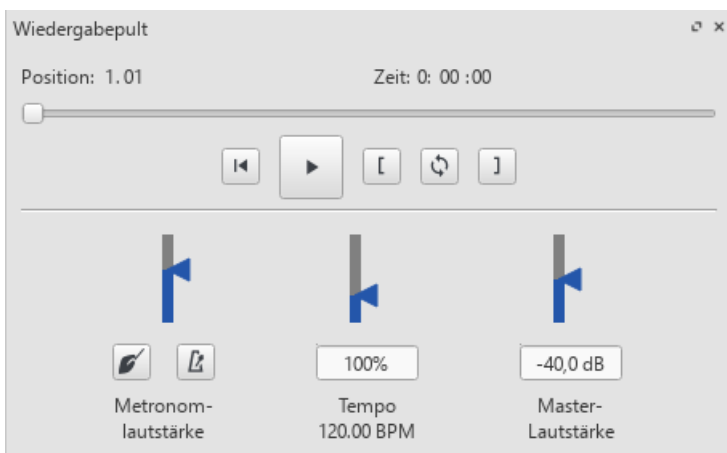 Wiedergabepult
Position: 1.01 Zeit: 0: 00 :00
[ ]
100% -40,0 dB
Metronom- Tempo Master-
lautstärke 120.00 BPM Lautstärke